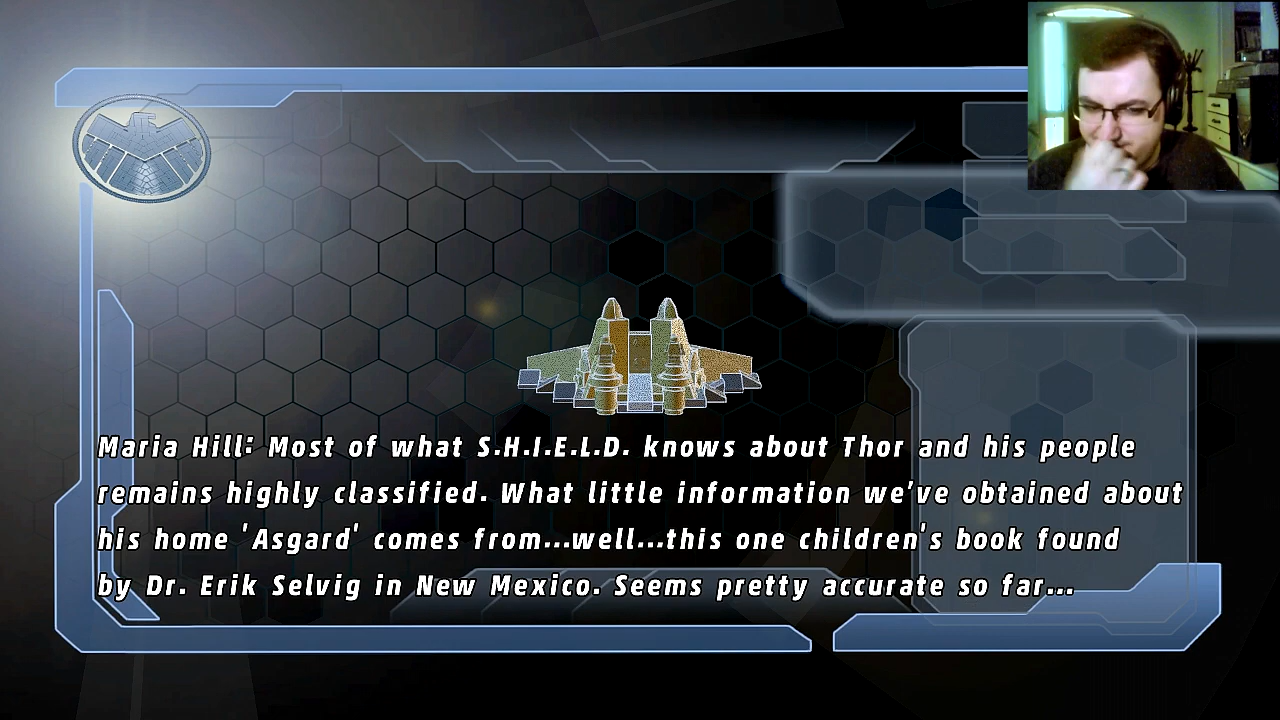 Maria Hill: Most of what S.H.I.E.L.D. knows about Thor and his people
remains highly classified. What little information we've obtained about
his home 'Asgard' comes from...well...this one children's book found
by Dr. Erik Selvig in New Mexico. Seems pretty accurate so far...